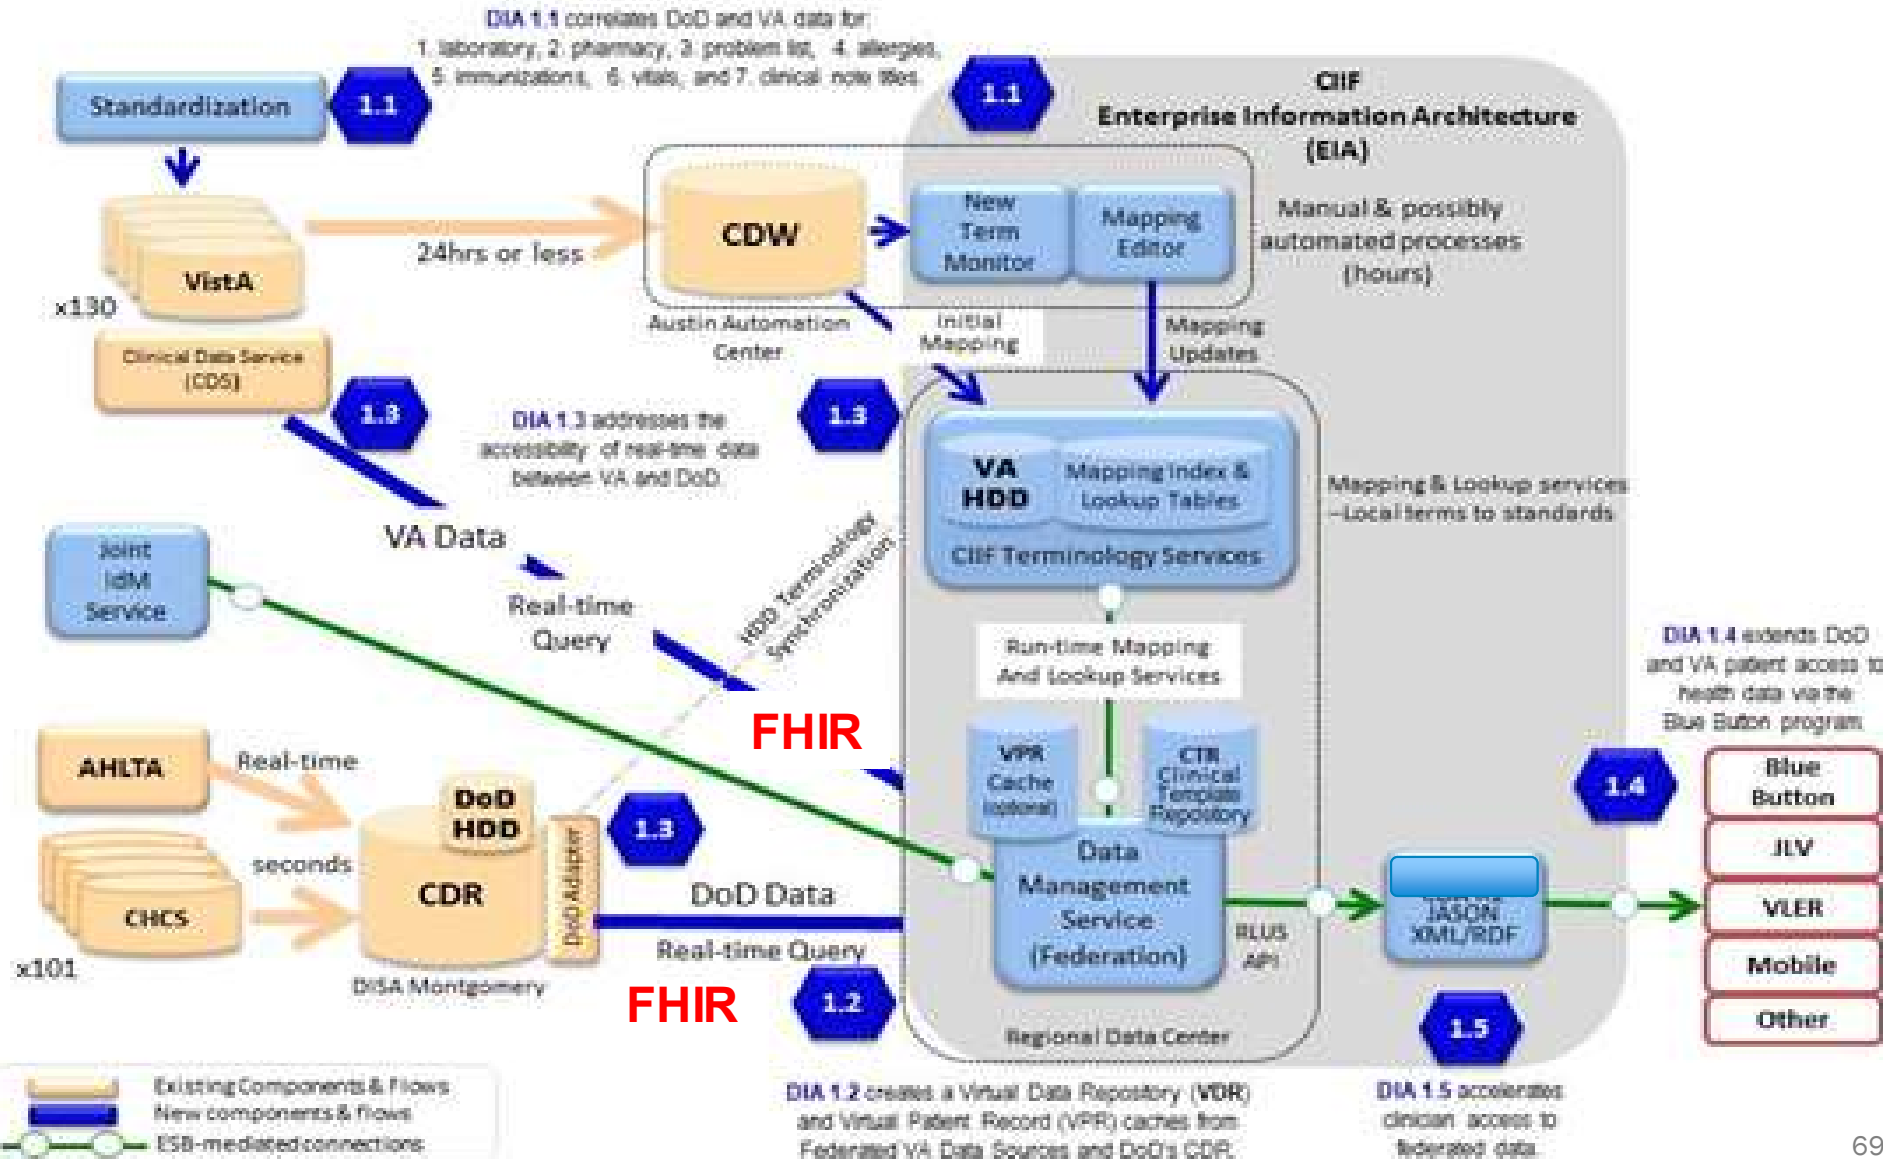 DIA 1.1 correlates DoD and VA data for:
1. laboratory, 2. pharmacy, 3. problem list, 4. allergies,
5. immunizations, 6. vitals, and 7. clinical note titles
Standardization
1.1
1.1
CIIF
Enterprise Information Architecture
(EIA)
VistA
x130
24hrs or less
CDW
New
Term
Monitor
Mapping
Editor
Manual & possibly
automated processes
(hours)
Austin Automation
Center
Initial
Mapping
Mapping
Updates
Clinical Data Service
(CDS)
1.3
DIA 1.3 addresses the
accessibility of real-time data
between VA and DoD
1.3
VA
HDD
Mapping Index &
Lookup Tables
CIIF Terminology Services
Mapping & Lookup services
–Local terms to standards
VA Data
Real-time
Query
HDD Terminology
Synchronization
Joint
IdM
Service
Run-time Mapping
And Lookup Services
DIA 1.4 extends DoD
and VA patient access to
health data via the
Blue Button program.
FHIR
VPR
Cache
(optional)
CTR
Clinical
Template
Repository
AHLTA
Real-time
CHCS
x101
seconds
DoD
HDD
CDR
DoD Adapter
1.3
DISA Montgomery
DoD Data
Real-time Query
FHIR
1.2
Data
Management
Service
(Federation)
RLUS
API
Regional Data Center
JASON
XML/RDF
1.4
Blue
Button
JLV
VLER
Mobile
Other
1.5
Existing Components & Flows
New components & flows
ESB-mediated connections
DIA 1.2 creates a Virtual Data Repository (VDR)
and Virtual Patient Record (VPR) caches from
Federated VA Data Sources and DoD's CDR.
DIA 1.5 accelerates
clinician access to
federated data.
69